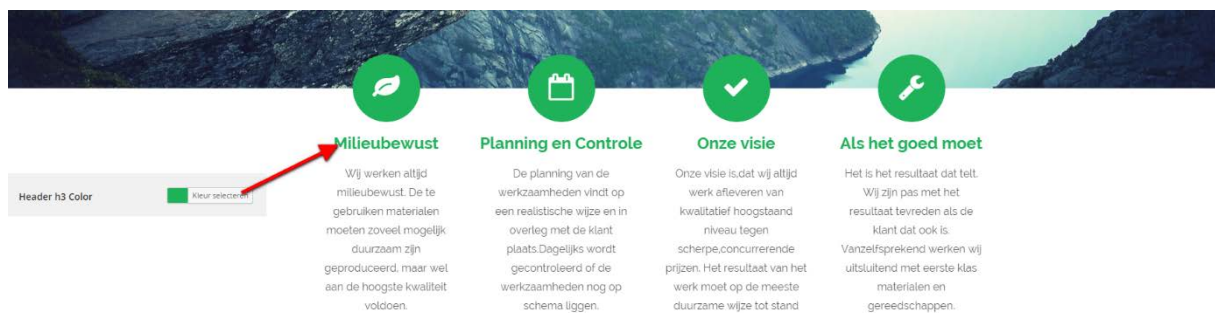 Header h3 Color
Kleur selecteren
Milieubewust
Wij werken altijd
milieubewust. De te
gebruiken materialen
moeten zoveel mogelijk
duurzaam zijn
geproduceerd, maar wel
aan de hoogste kwaliteit
voldoen.
Planning en Controle
De planning van de
werkzaamheden vindt op
een realistische wijze en in
overleg met de klant
plaats.Dagelijks wordt
gecontroleerd of de
werkzaamheden nog op
schema liggen.
Onze visie
Onze visie is,dat wij altijd
werk afleveren van
kwalitatief hoogstaand
niveau tegen
scherpe,concurrerende
prijzen. Het resultaat van het
werk moet op de meeste
duurzame wijze tot stand
Als het goed moet
Het is het resultaat dat telt.
Wij zijn pas met het
resultaat tevreden als de
klant dat ook is.
Vanzelfsprekend werken wij
uitsluitend met eerste klas
materialen en
gereedschappen.